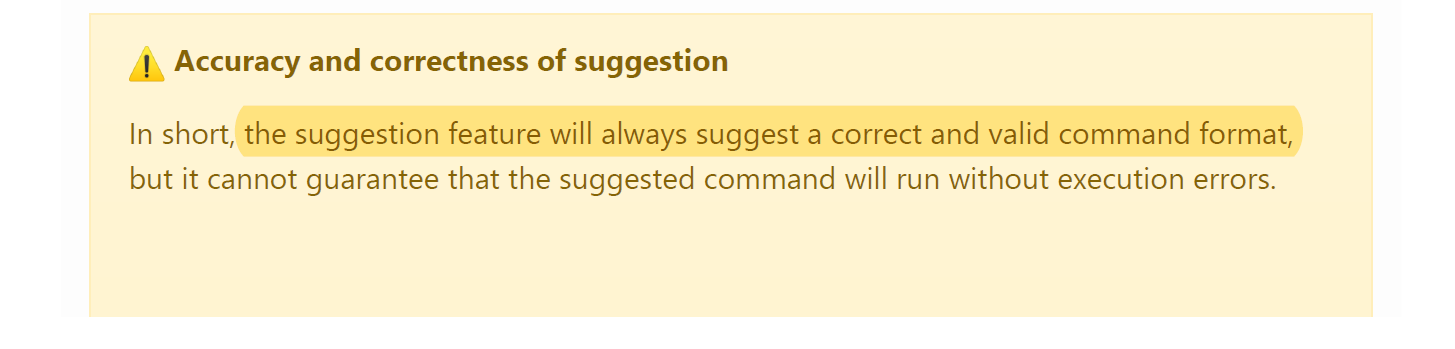 ⚠️ Accuracy and correctness of suggestion
In short, the suggestion feature will always suggest a correct and valid command format,
but it cannot guarantee that the suggested command will run without execution errors.